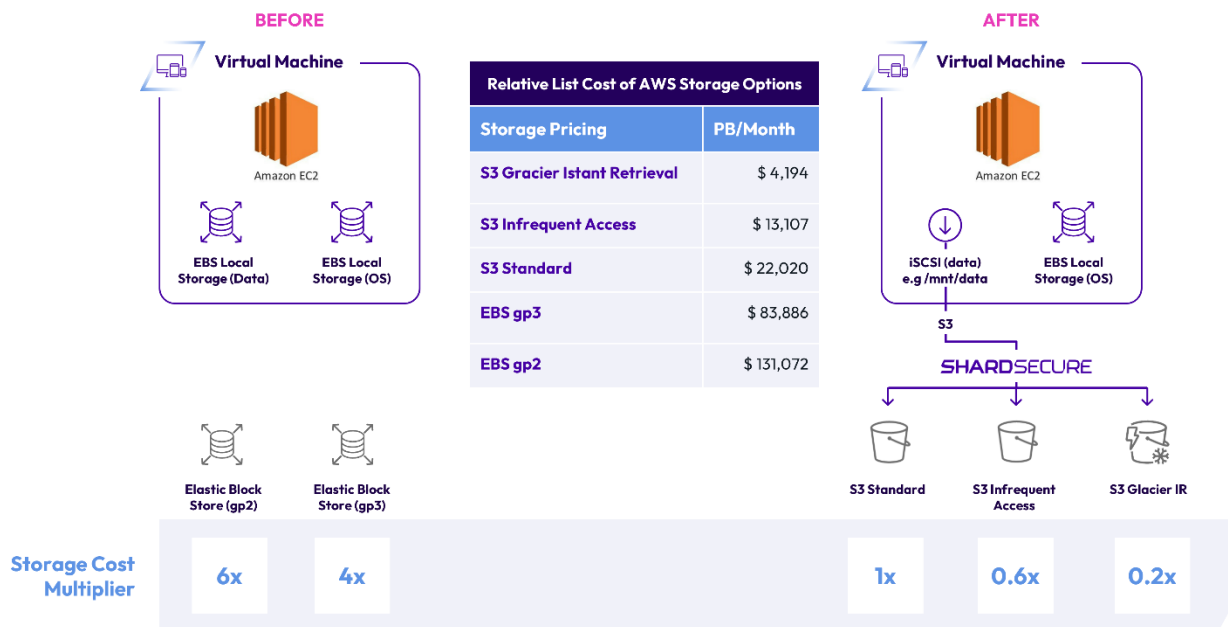 BEFORE
Virtual Machine
Amazon EC2
EBS Local
Storage (Data)
EBS Local
Storage (OS)
Elastic Block
Store (gp2)
Elastic Block
Store (gp3)
Relative List Cost of AWS Storage Options
Storage Pricing PB/Month
S3 Gracier Istant Retrieval $ 4,194
S3 Infrequent Access $ 13,107
S3 Standard $ 22,020
EBS gp3 $ 83,886
EBS gp2 $ 131,072
AFTER
Virtual Machine
Amazon EC2
iSCSI (data)
e.g /mnt/data
EBS Local
Storage (OS)
S3
SHARDSECURE
S3 Standard
S3 Infrequent
Access
S3 Glacier IR
Storage Cost
Multiplier
6x
4x
1x
0.6x
0.2x